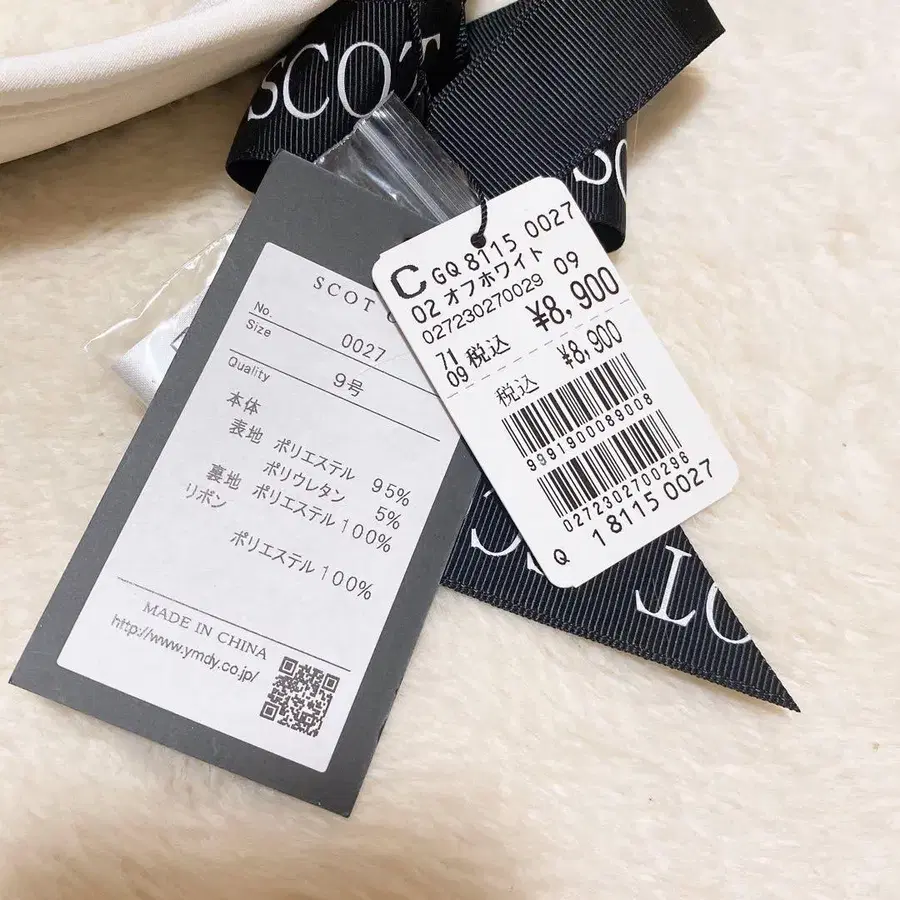 SCOT
SCOT
No. 0027
Size 9号
Quality
本体
表地 ポリエステル 95%
ポリウレタン 5%
裏地 ポリエステル 100%
リボン
ポリエステル 100%
MADE IN CHINA
http://www.ymdy.co.jp/
C GQ 8115 0027
02 オフホワイト 09
027230270029
71 税込 ¥8,900
09
税込 ¥8,900
9991900089008
0272302700296
Q 18115 0027